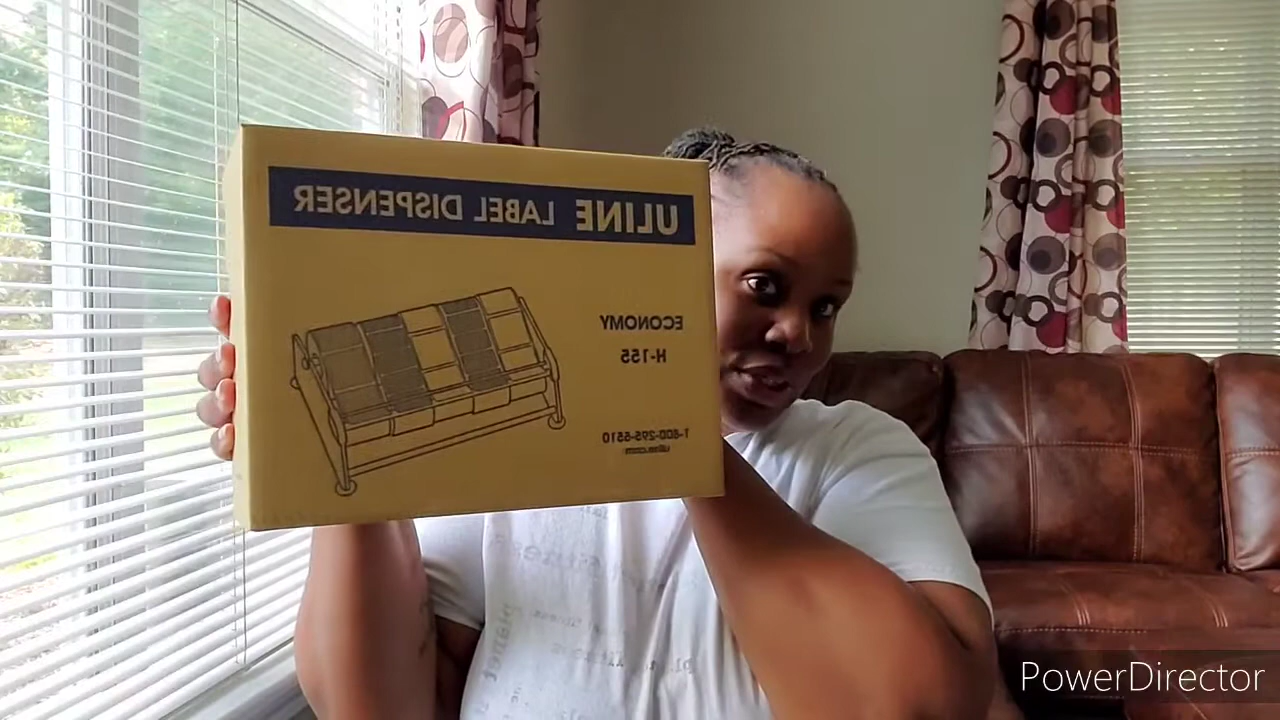 ULINE LABEL DISPENSER
ECONOMY
H-155
1-800-295-5510
uline.com
PowerDirector